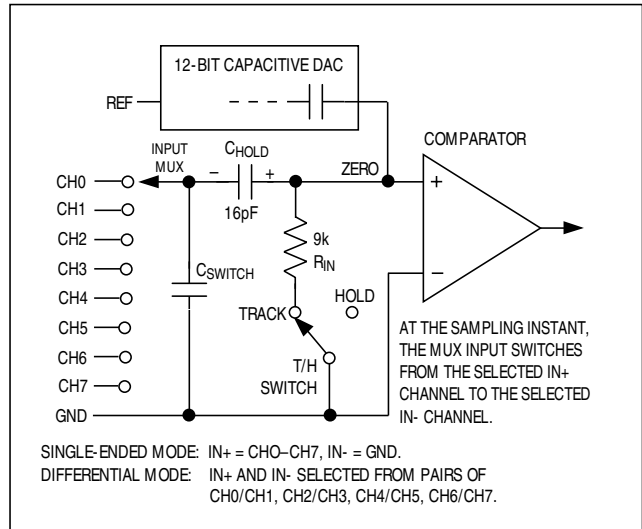 12-BIT CAPACITIVE DAC
REF
COMPARATOR
INPUT
MUX
CHOLD
16pF
ZERO
CH0
CH1
CH2
CH3
CH4
CH5
CH6
CH7
GND
CSWITCH
9k
RIN
TRACK
HOLD
T/H
SWITCH
AT THE SAMPLING INSTANT,
THE MUX INPUT SWITCHES
FROM THE SELECTED IN+
CHANNEL TO THE SELECTED
IN- CHANNEL.
SINGLE-ENDED MODE: IN+ = CHO–CH7, IN- = GND.
DIFFERENTIAL MODE: IN+ AND IN- SELECTED FROM PAIRS OF
CH0/CH1, CH2/CH3, CH4/CH5, CH6/CH7.